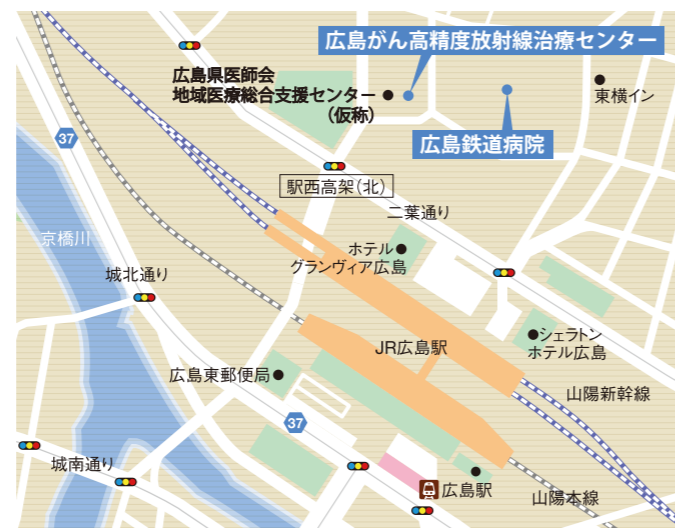 広島がん高精度放射線治療センター
広島県医師会
地域医療総合支援センター
(仮称)
東横イン
広島鉄道病院
37
駅西高架(北)
二葉通り
京橋川
ホテル
グランヴィア広島
城北通り
シェラトン
ホテル広島
JR広島駅
広島東郵便局
山陽新幹線
37
城南通り
広島駅
山陽本線